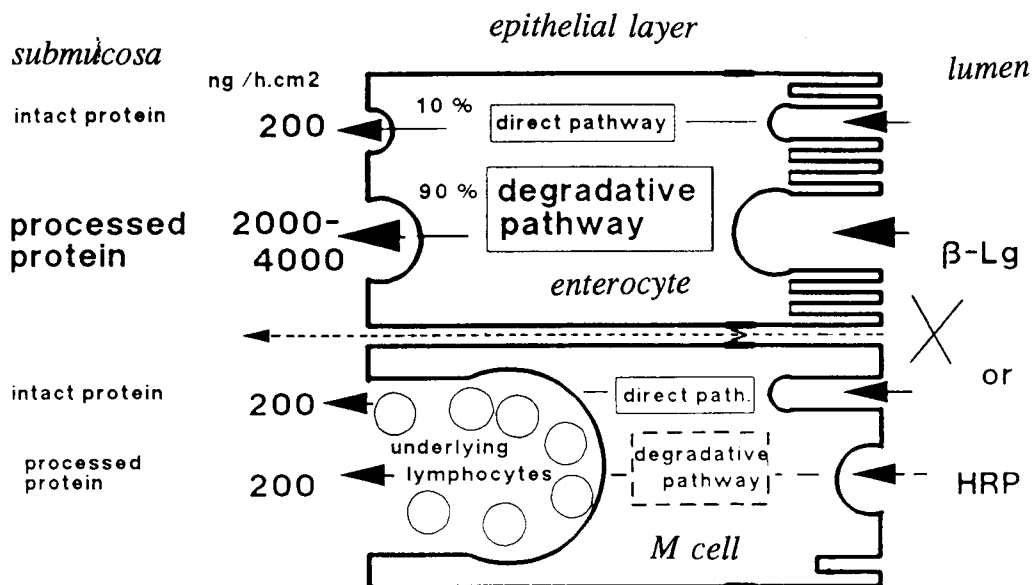 epithelial layer
submucosa
lumen
ng /h.cm2
intact protein
200
10 %
direct pathway
processed
protein
2000-
4000
90 %
degradative
pathway
enterocyte
β-Lg
or
HRP
intact protein
200
direct path.
processed
protein
200
underlying
lymphocytes
degradative
pathway
M cell